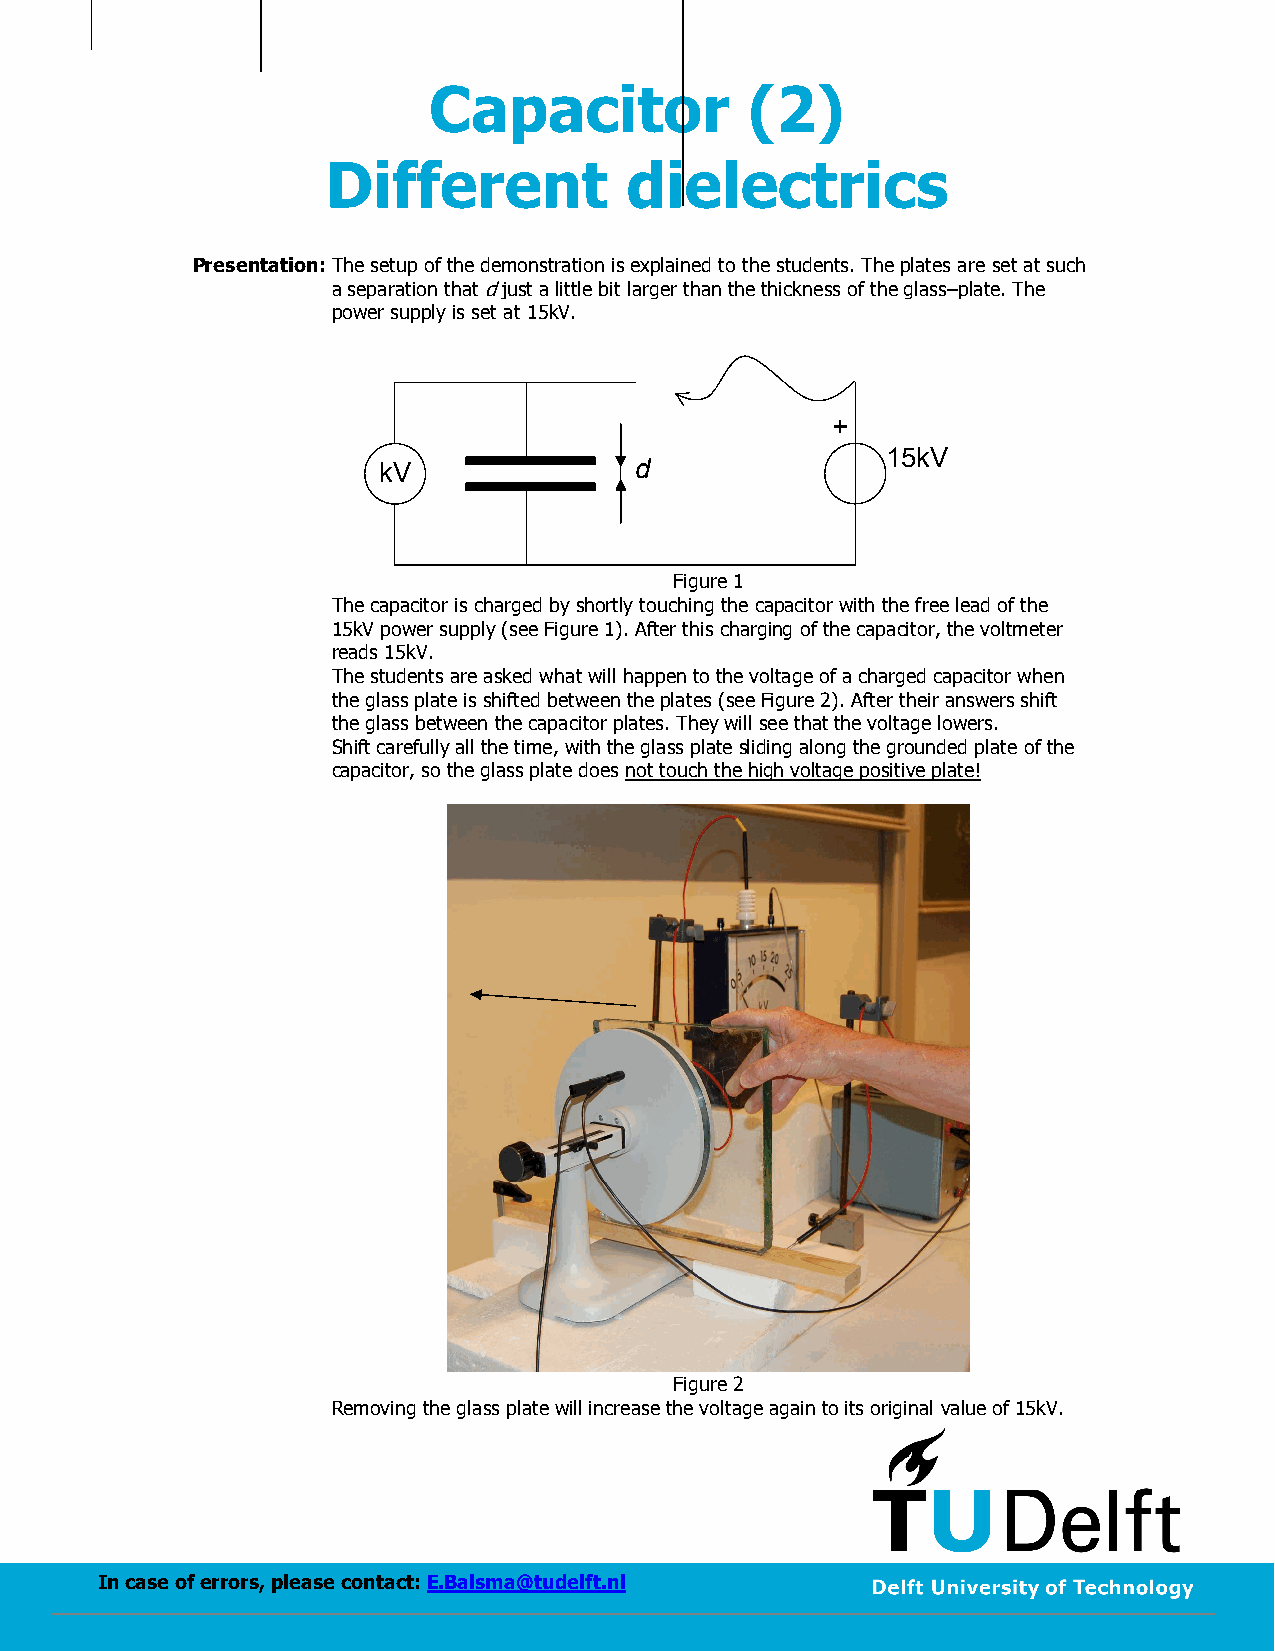 Capacitor (2)
Different dielectrics
Presentation: The setup of the demonstration is explained to the students. The plates are set at such
a separation that d just a little bit larger than the thickness of the glass–plate. The
power supply is set at 15kV.
+
15kV
kV
d
Figure 1
The capacitor is charged by shortly touching the capacitor with the free lead of the
15kV power supply (see Figure 1). After this charging of the capacitor, the voltmeter
reads 15kV.
The students are asked what will happen to the voltage of a charged capacitor when
the glass plate is shifted between the plates (see Figure 2). After their answers shift
the glass between the capacitor plates. They will see that the voltage lowers.
Shift carefully all the time, with the glass plate sliding along the grounded plate of the
capacitor, so the glass plate does not touch the high voltage positive plate!
0 5 10 15 20 25
kV
Figure 2
Removing the glass plate will increase the voltage again to its original value of 15kV.
TUDelft
In case of errors, please contact: E.Balsma@tudelft.nl
Delft University of Technology